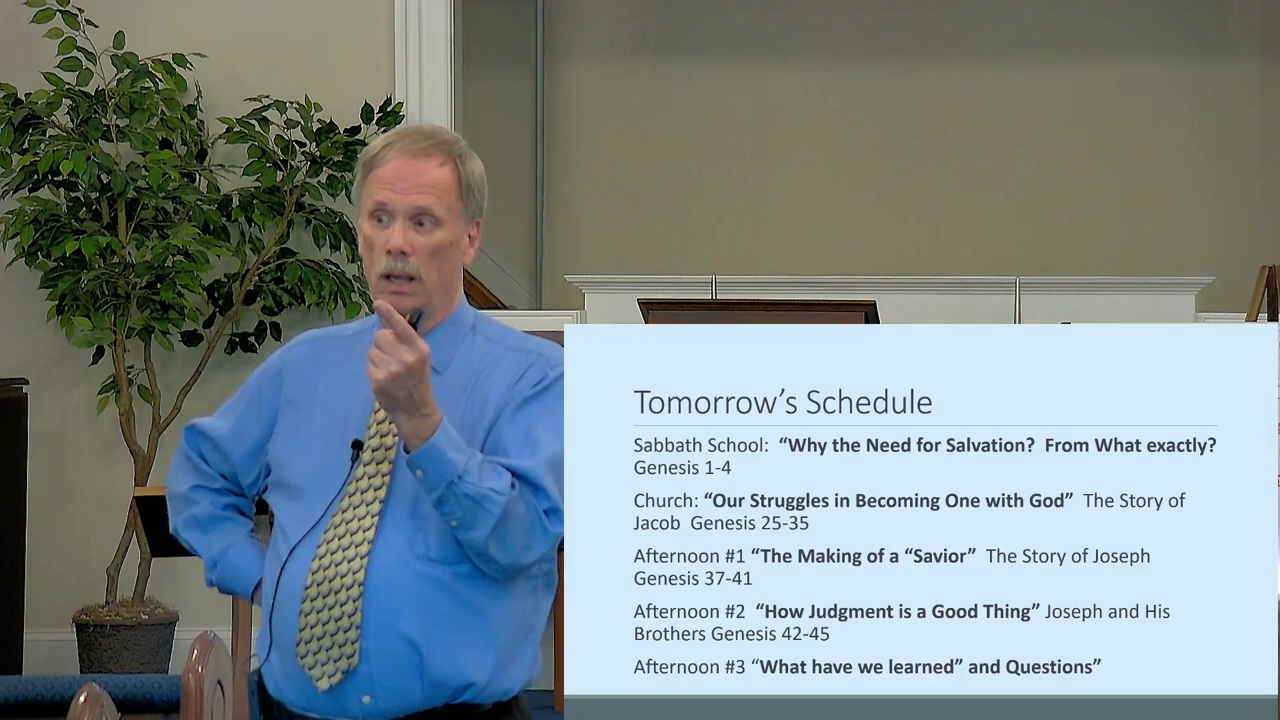 Tomorrow’s Schedule
Sabbath School:  “Why the Need for Salvation?  From What exactly?
Genesis 1-4
Church: “Our Struggles in Becoming One with God”  The Story of
Jacob  Genesis 25-35
Afternoon #1 “The Making of a “Savior”  The Story of Joseph
Genesis 37-41
Afternoon #2  “How Judgment is a Good Thing” Joseph and His
Brothers Genesis 42-45
Afternoon #3 “What have we learned” and Questions”